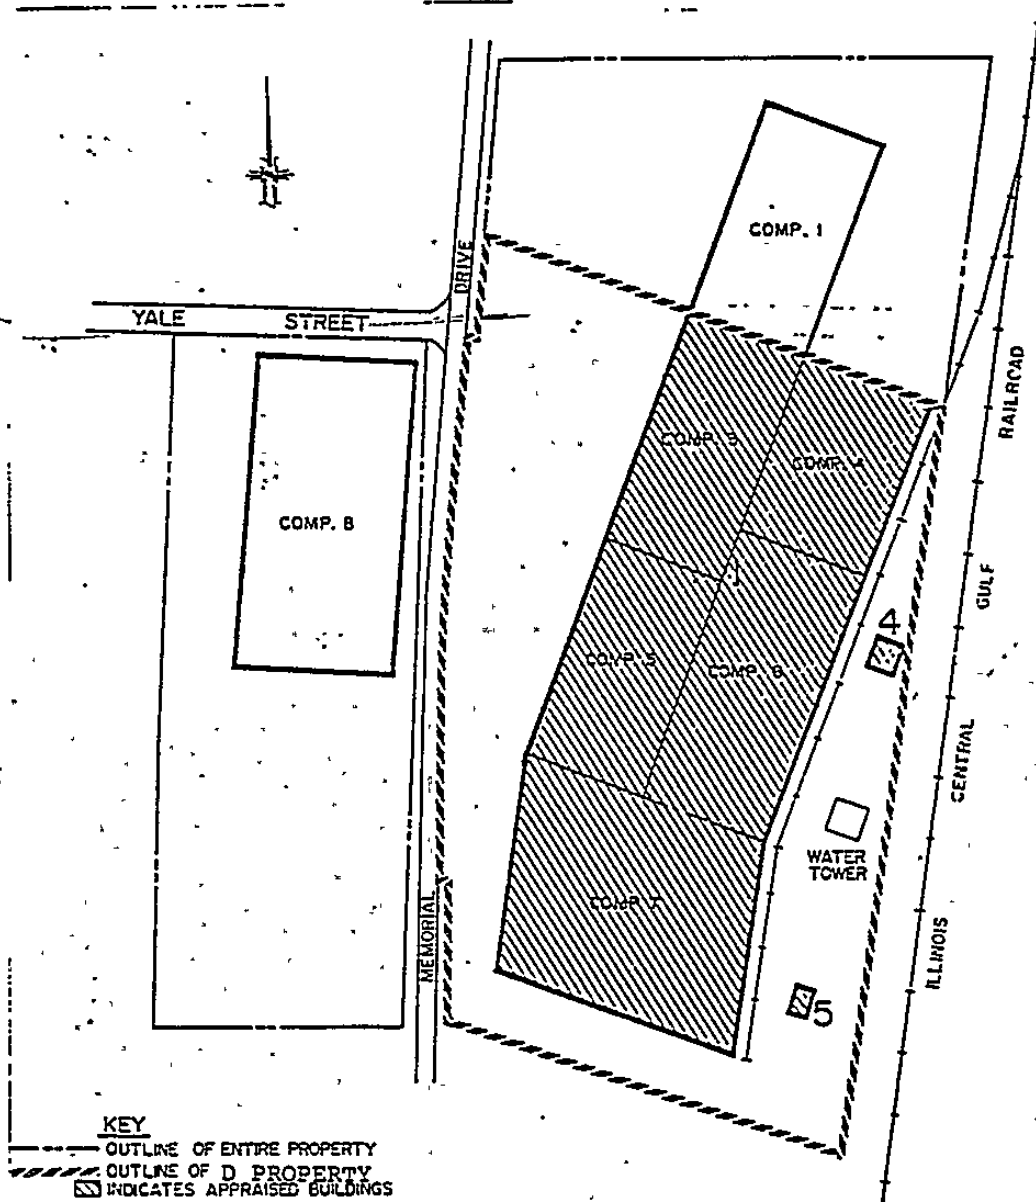 COMP. 1
DRIVE
YALE STREET
RAILROAD
COMP. 3
COMP. 4
COMP. 8
1
GULF
4
COMP. 5
COMP. 6
CENTRAL
WATER
TOWER
COMP. 7
MEMORIAL
ILLINOIS
5
KEY
OUTLINE OF ENTIRE PROPERTY
OUTLINE OF D PROPERTY
INDICATES APPRAISED BUILDINGS